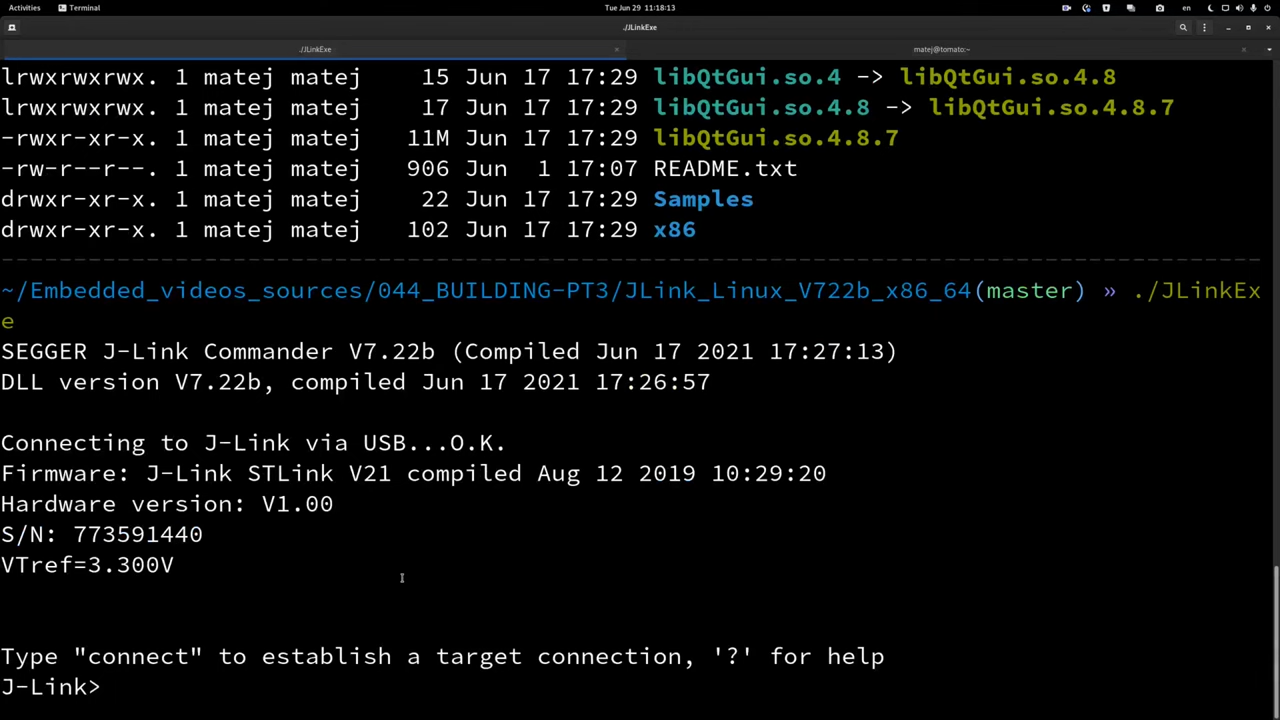 Activities Terminal Tue Jun 29 11:18:13 en
./JLinkExe
./JLinkExe matej@tomato:~
lrwxrwxrwx. 1 matej matej 15 Jun 17 17:29 libQtGui.so.4 -> libQtGui.so.4.8
lrwxrwxrwx. 1 matej matej 17 Jun 17 17:29 libQtGui.so.4.8 -> libQtGui.so.4.8.7
-rwxr-xr-x. 1 matej matej 11M Jun 17 17:29 libQtGui.so.4.8.7
-rw-r--r--. 1 matej matej 906 Jun 1 17:07 README.txt
drwxr-xr-x. 1 matej matej 22 Jun 17 17:29 Samples
drwxr-xr-x. 1 matej matej 102 Jun 17 17:29 x86
~/Embedded_videos_sources/044_BUILDING-PT3/JLink_Linux_V722b_x86_64(master) » ./JLinkEx
e
SEGGER J-Link Commander V7.22b (Compiled Jun 17 2021 17:27:13)
DLL version V7.22b, compiled Jun 17 2021 17:26:57
Connecting to J-Link via USB...O.K.
Firmware: J-Link STLink V21 compiled Aug 12 2019 10:29:20
Hardware version: V1.00
S/N: 773591440
VTref=3.300V
Type "connect" to establish a target connection, '?' for help
J-Link>